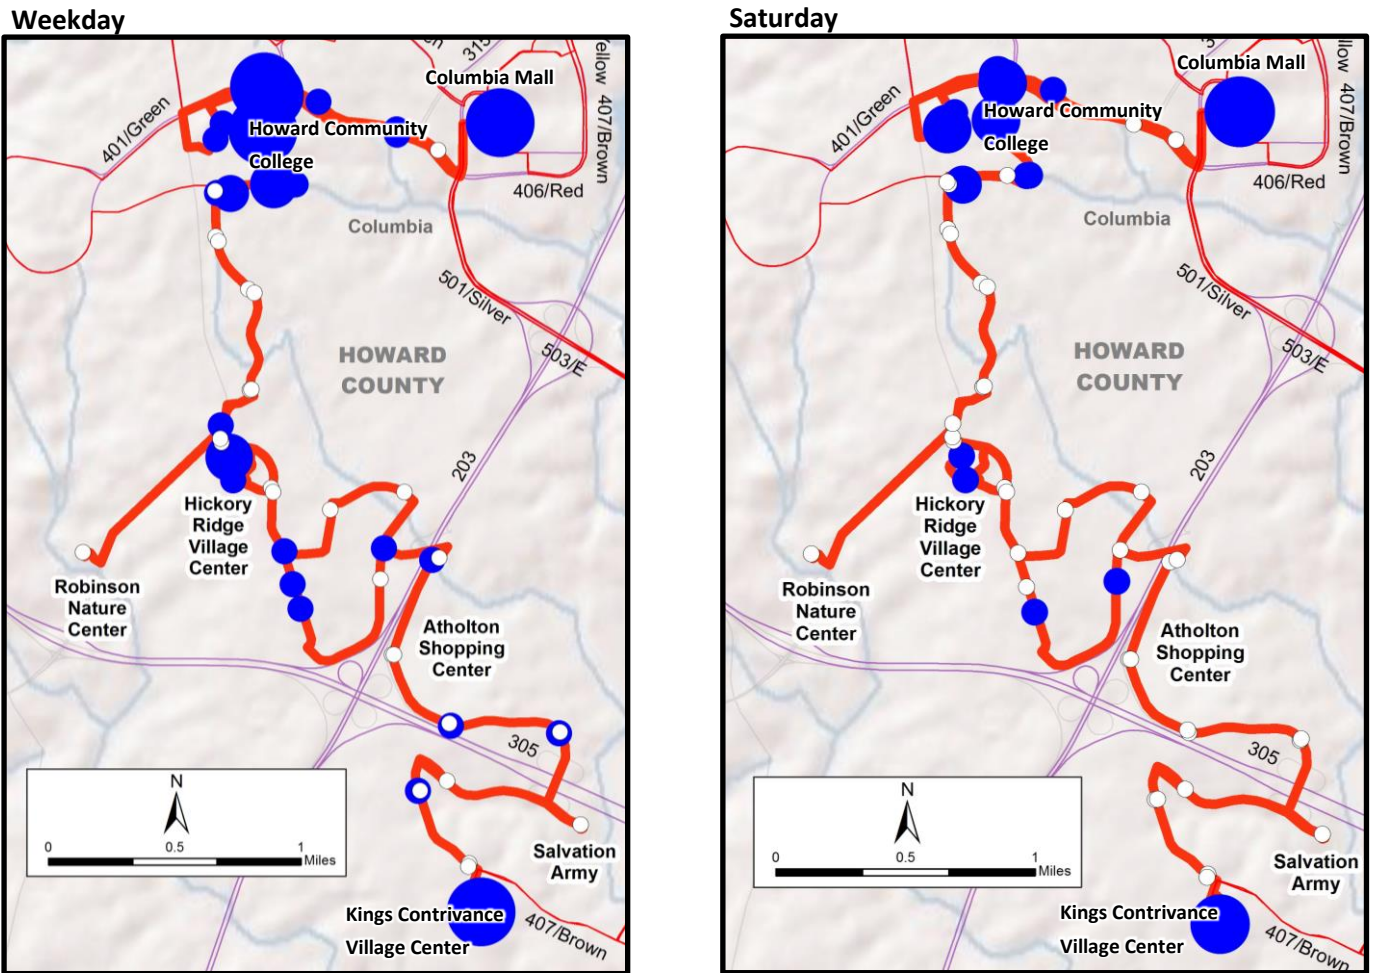 Weekday
315
Columbia Mall
Yellow 407/Brown
401/Green
Howard Community
College
406/Red
Columbia
501/Silver
HOWARD
COUNTY
503/E
203
Hickory
Ridge
Village
Center
Robinson
Nature
Center
Atholton
Shopping
Center
305
N
0 0.5 1
Miles
Salvation
Army
Kings Contrivance
Village Center
407/Brown
Saturday
Columbia Mall
llow 407/Brown
401/Green
Howard Community
College
406/Red
Columbia
501/Silver
HOWARD
COUNTY
503/E
203
Hickory
Ridge
Village
Center
Robinson
Nature
Center
Atholton
Shopping
Center
305
N
0 0.5 1
Miles
Salvation
Army
Kings Contrivance
Village Center
407/Brown